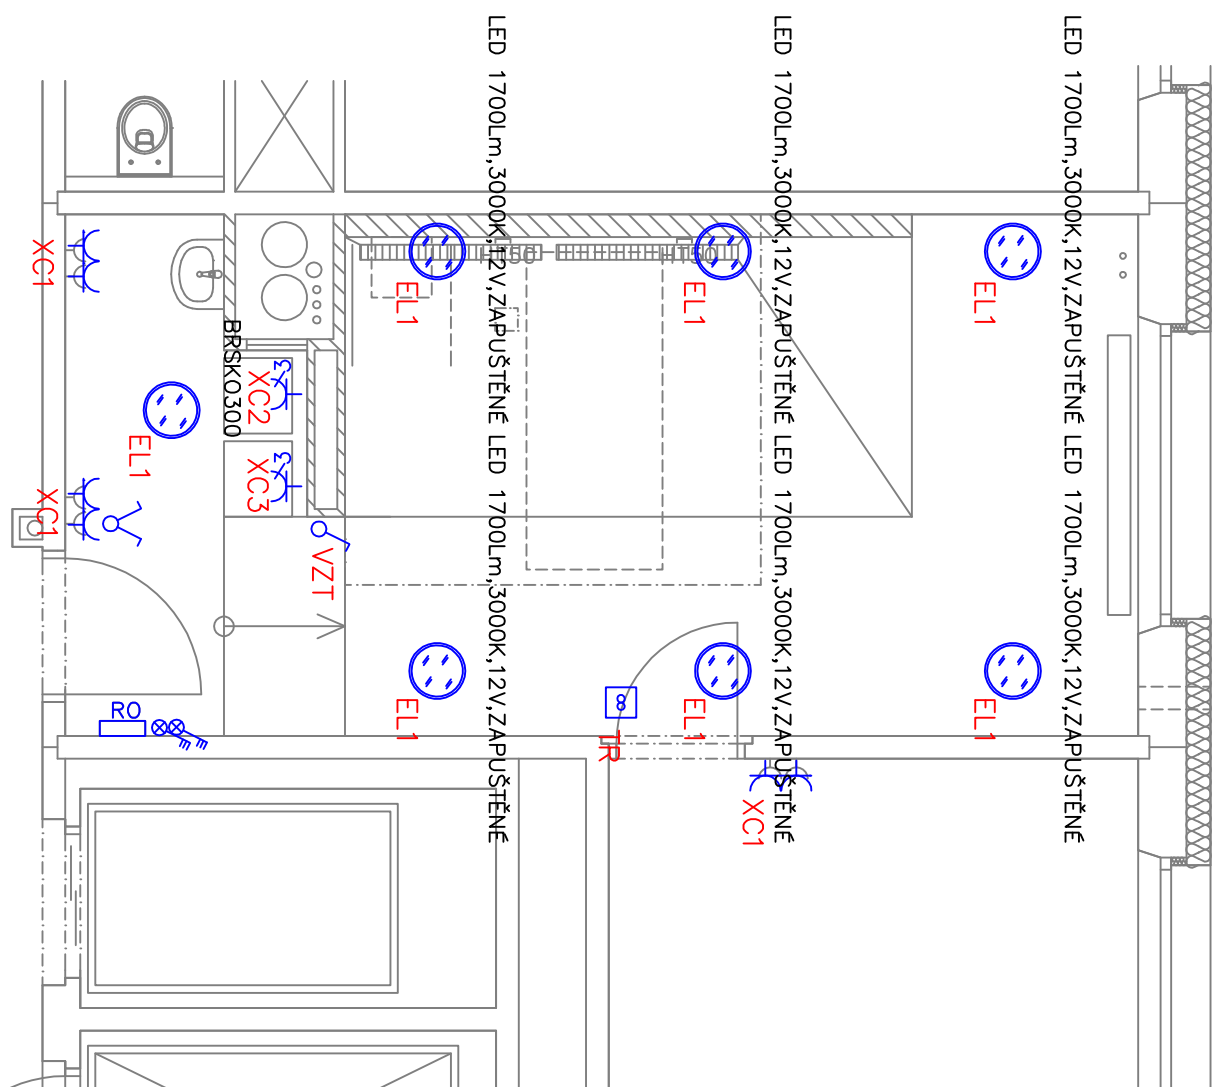 LED 1700Lm,3000K,12V,ZAPUŠTĚNÉ
LED 1700Lm,3000K,12V,ZAPUŠTĚNÉ
LED 1700Lm,3000K,12V,ZAPUŠTĚNÉ
LED 1700Lm,3000K,12V,ZAPUŠTĚNÉ
LED 1700Lm,3000K,12V,ZAPUŠTĚNÉ
LED 1700Lm,3000K,12V,ZAPUŠTĚNÉ
XC1
EL1
EL1
EL1
BRSKO300
XC2
EL1
XC3
XC1
VZT
RO
EL1
EL1
EL1
8
TR
XC1